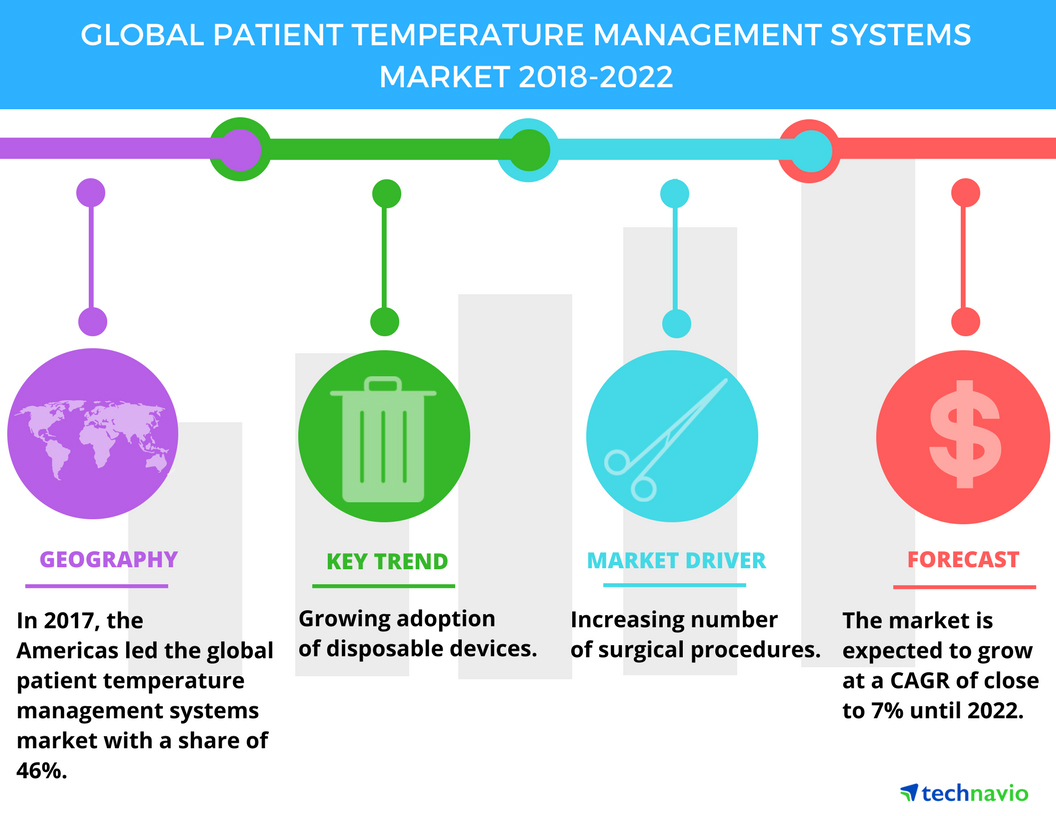 GLOBAL PATIENT TEMPERATURE MANAGEMENT SYSTEMS
MARKET 2018-2022
GEOGRAPHY
In 2017, the
Americas led the global
patient temperature
management systems
market with a share of
46%.
KEY TREND
Growing adoption
of disposable devices.
MARKET DRIVER
Increasing number
of surgical procedures.
$
FORECAST
The market is
expected to grow
at a CAGR of close
to 7% until 2022.
technavio